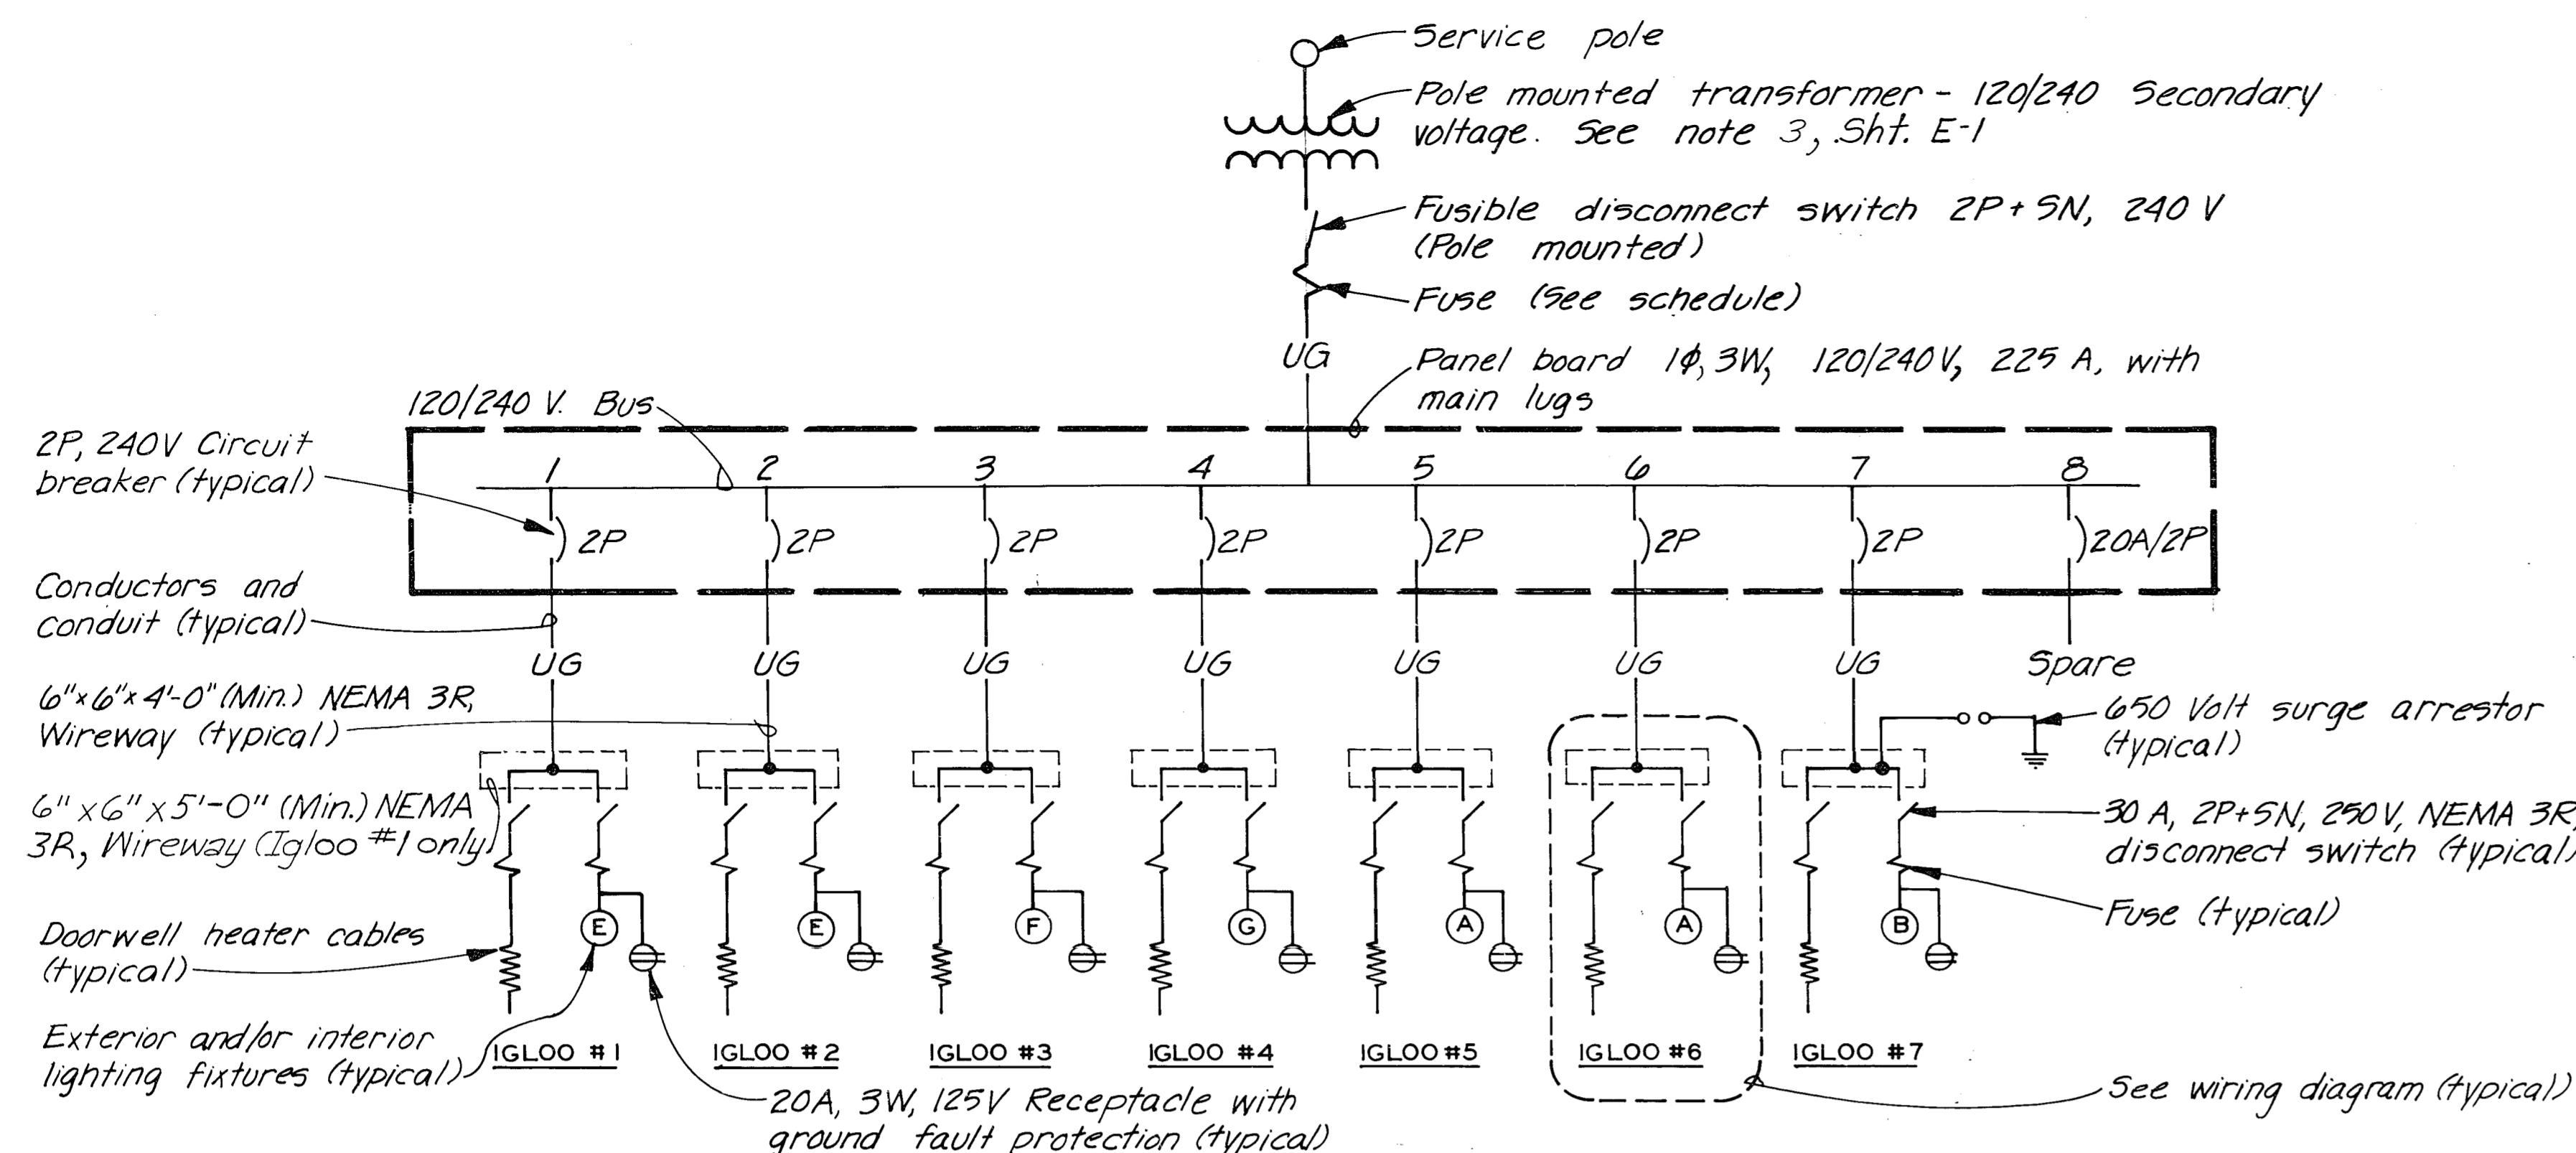 Service pole
Pole mounted transformer - 120/240 Secondary
voltage. See note 3, Sht. E-1
Fusible disconnect switch 2P+SN, 240 V
(Pole mounted)
Fuse (See schedule)
UG
Panel board 1ϕ, 3W, 120/240V, 225 A, with
main lugs
120/240 V. Bus
2P, 240V Circuit
breaker (typical)
1 2 3 4 5 6 7 8
2P 2P 2P 2P 2P 2P 2P 20A/2P
Conductors and
conduit (typical)
UG UG UG UG UG UG UG Spare
6"x6"x4'-0" (Min.) NEMA 3R,
Wireway (typical)
650 Volt surge arrestor
(typical)
6"x6"x5'-0" (Min.) NEMA
3R, Wireway (Igloo #1 only)
30 A, 2P+SN, 250V, NEMA 3R,
disconnect switch (typical)
Fuse (typical)
E E F G A A B
Doorwell heater cables
(typical)
Exterior and/or interior
lighting fixtures (typical)
IGLOO #1 IGLOO #2 IGLOO #3 IGLOO #4 IGLOO #5 IGLOO #6 IGLOO #7
See wiring diagram (typical)
20A, 3W, 125V Receptacle with
ground fault protection (typical)